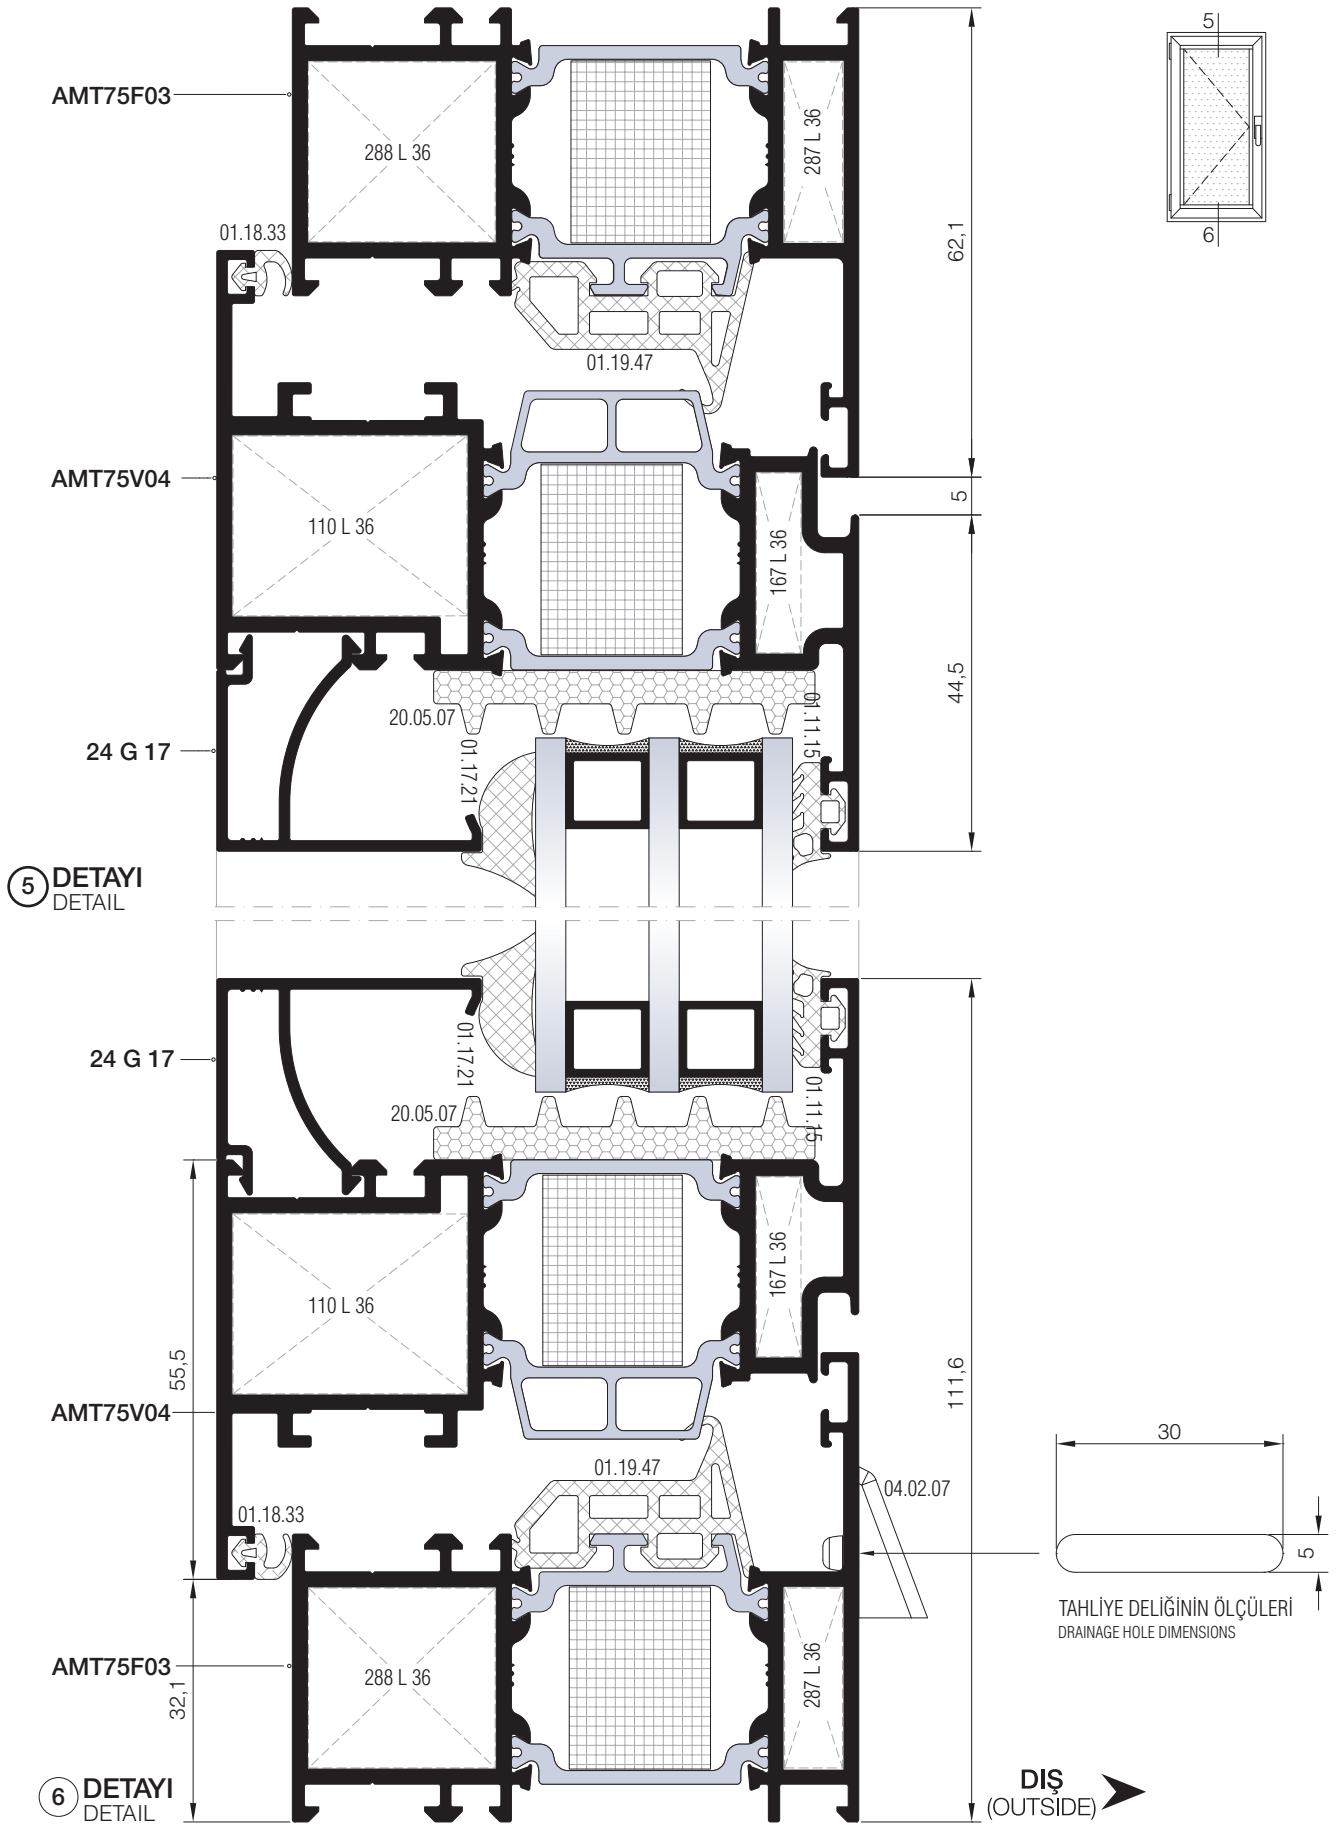 5
6
AMT75F03
288 L 36
287 L 36
01.18.33
62,1
01.19.47
AMT75V04
110 L 36
167 L 36
5
44,5
20.05.07
01.11.15
24 G 17
01.17.21
5 DETAYI
DETAIL
24 G 17
01.17.21
20.05.07
01.11.15
110 L 36
167 L 36
55,5
111,6
AMT75V04
01.19.47
01.18.33
04.02.07
30
5
TAHLİYE DELİĞİNİN ÖLÇÜLERİ
DRAINAGE HOLE DIMENSIONS
AMT75F03
288 L 36
287 L 36
32,1
6 DETAYI
DETAIL
DIŞ
(OUTSIDE)